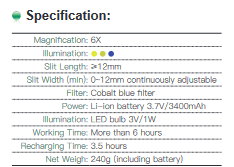 Specification:
Magnification: 6X
Illumination:
Slit Length: ≥12mm
Slit Width (min): 0-12mm continuously adjustable
Filter: Cobalt blue filter
Power: Li-ion battery 3.7V/3400mAh
Illumination: LED bulb 3V/1W
Working Time: More than 6 hours
Recharging Time: 3.5 hours
Net Weigh: 240g (including battery)